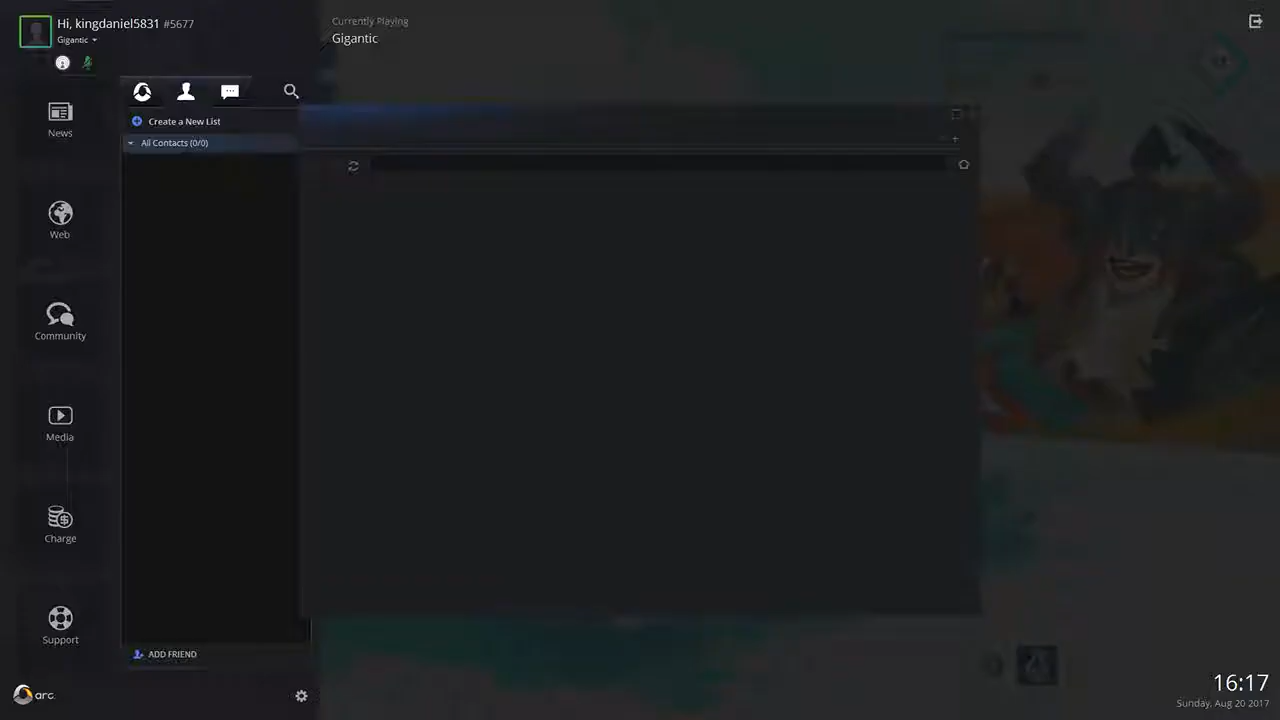 Hi, kingdaniel5831 #5677
Gigantic
Currently Playing
Gigantic
Create a New List
All Contacts (0/0)
News
Web
Community
Media
Charge
Support
ADD FRIEND
arc
16:17
Sunday, Aug 20 2017